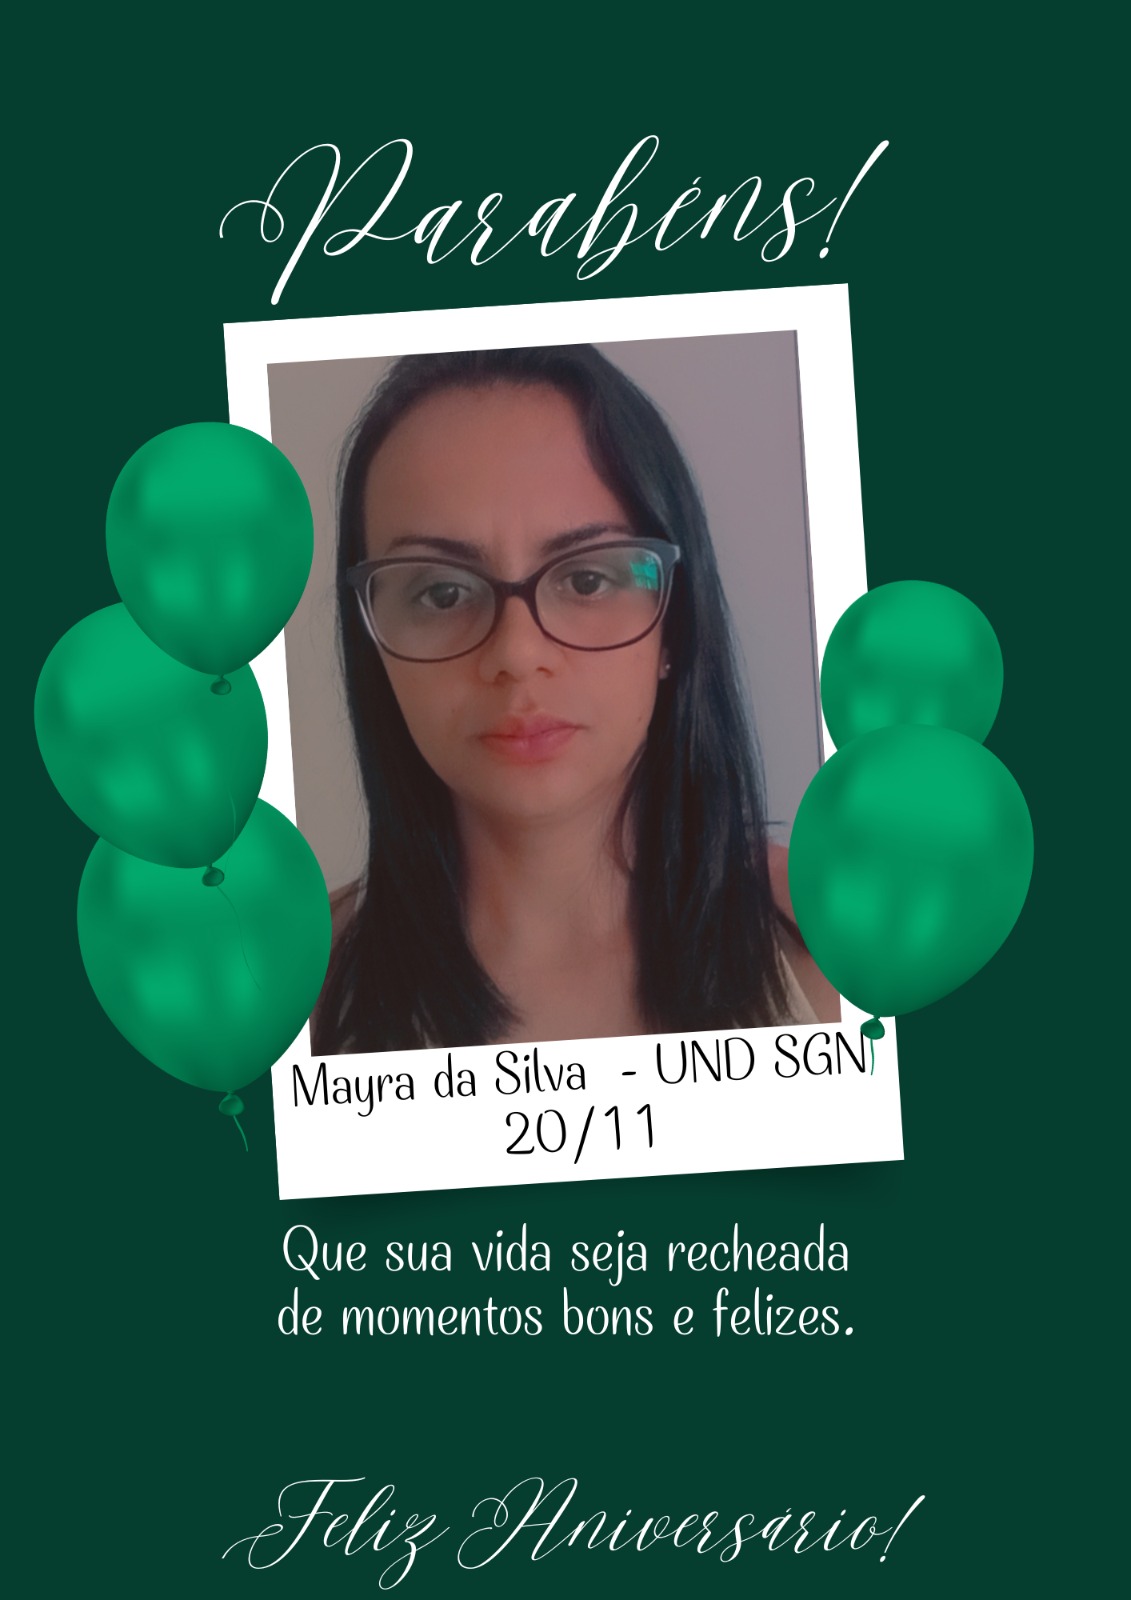 Parabéns!
Mayra da Silva - UND SGN
20/11
Que sua vida seja recheada
de momentos bons e felizes.
Feliz Aniversário!